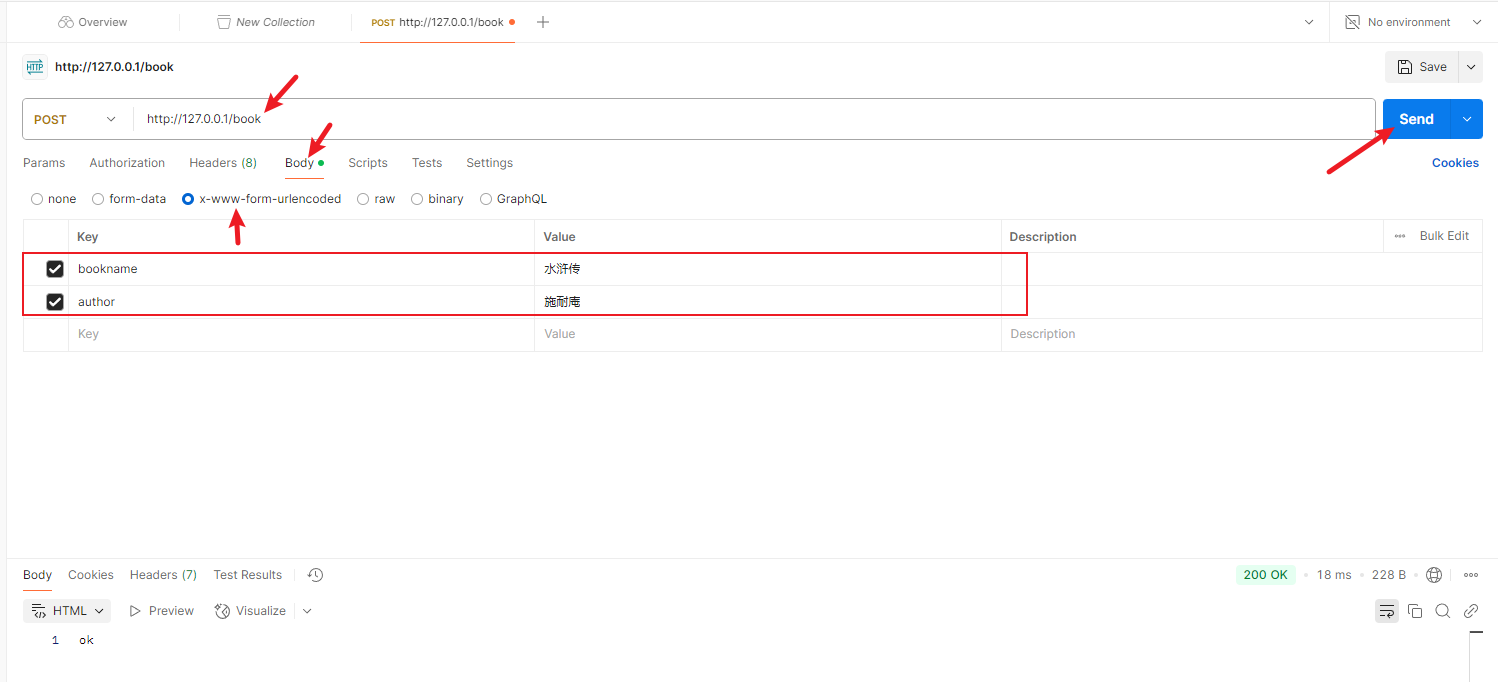 Overview New Collection POST http://127.0.0.1/book No environment
HTTP http://127.0.0.1/book Save
POST http://127.0.0.1/book Send
Params Authorization Headers (8) Body Scripts Tests Settings Cookies
none form-data x-www-form-urlencoded raw binary GraphQL
Key Value Description Bulk Edit
bookname 水浒传
author 施耐庵
Key Value Description
Body Cookies Headers (7) Test Results 200 OK 18 ms 228 B
HTML Preview Visualize
1 ok